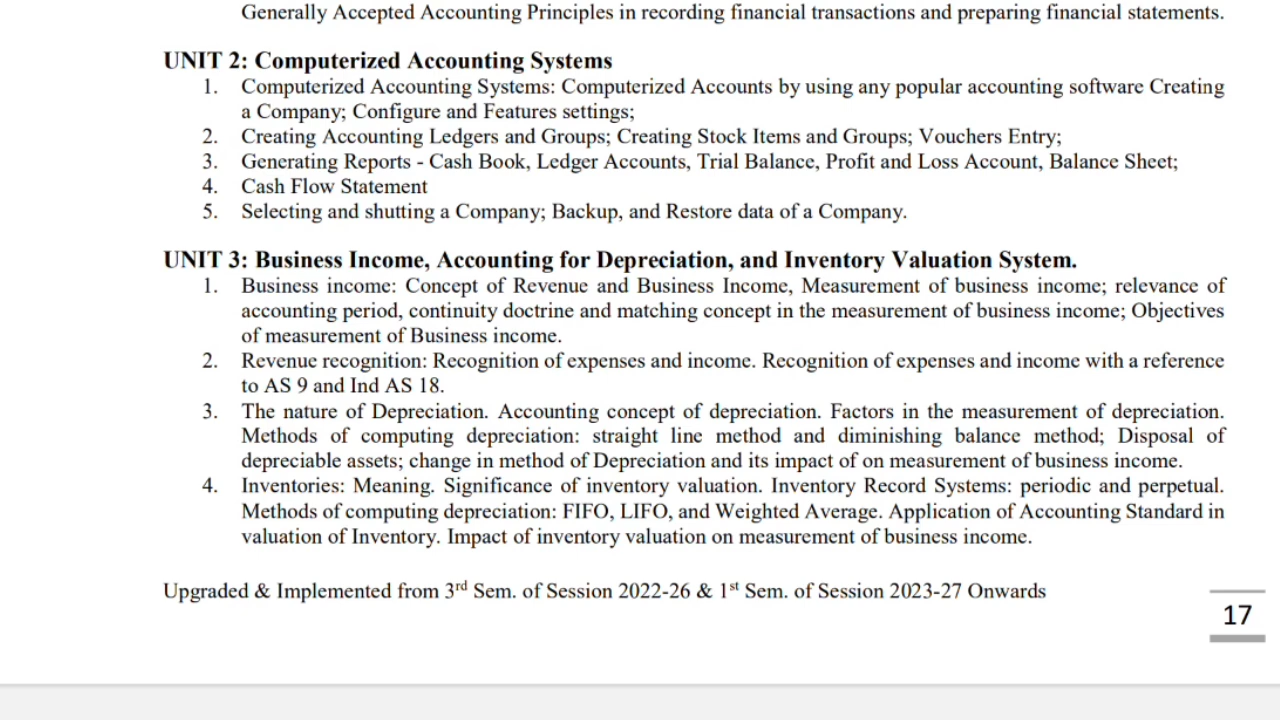 Generally Accepted Accounting Principles in recording financial transactions and preparing financial statements.
UNIT 2: Computerized Accounting Systems
1. Computerized Accounting Systems: Computerized Accounts by using any popular accounting software Creating
a Company; Configure and Features settings;
2. Creating Accounting Ledgers and Groups; Creating Stock Items and Groups; Vouchers Entry;
3. Generating Reports - Cash Book, Ledger Accounts, Trial Balance, Profit and Loss Account, Balance Sheet;
4. Cash Flow Statement
5. Selecting and shutting a Company; Backup, and Restore data of a Company.
UNIT 3: Business Income, Accounting for Depreciation, and Inventory Valuation System.
1. Business income: Concept of Revenue and Business Income, Measurement of business income; relevance of
accounting period, continuity doctrine and matching concept in the measurement of business income; Objectives
of measurement of Business income.
2. Revenue recognition: Recognition of expenses and income. Recognition of expenses and income with a reference
to AS 9 and Ind AS 18.
3. The nature of Depreciation. Accounting concept of depreciation. Factors in the measurement of depreciation.
Methods of computing depreciation: straight line method and diminishing balance method; Disposal of
depreciable assets; change in method of Depreciation and its impact of on measurement of business income.
4. Inventories: Meaning. Significance of inventory valuation. Inventory Record Systems: periodic and perpetual.
Methods of computing depreciation: FIFO, LIFO, and Weighted Average. Application of Accounting Standard in
valuation of Inventory. Impact of inventory valuation on measurement of business income.
Upgraded & Implemented from 3rd Sem. of Session 2022-26 & 1st Sem. of Session 2023-27 Onwards
17